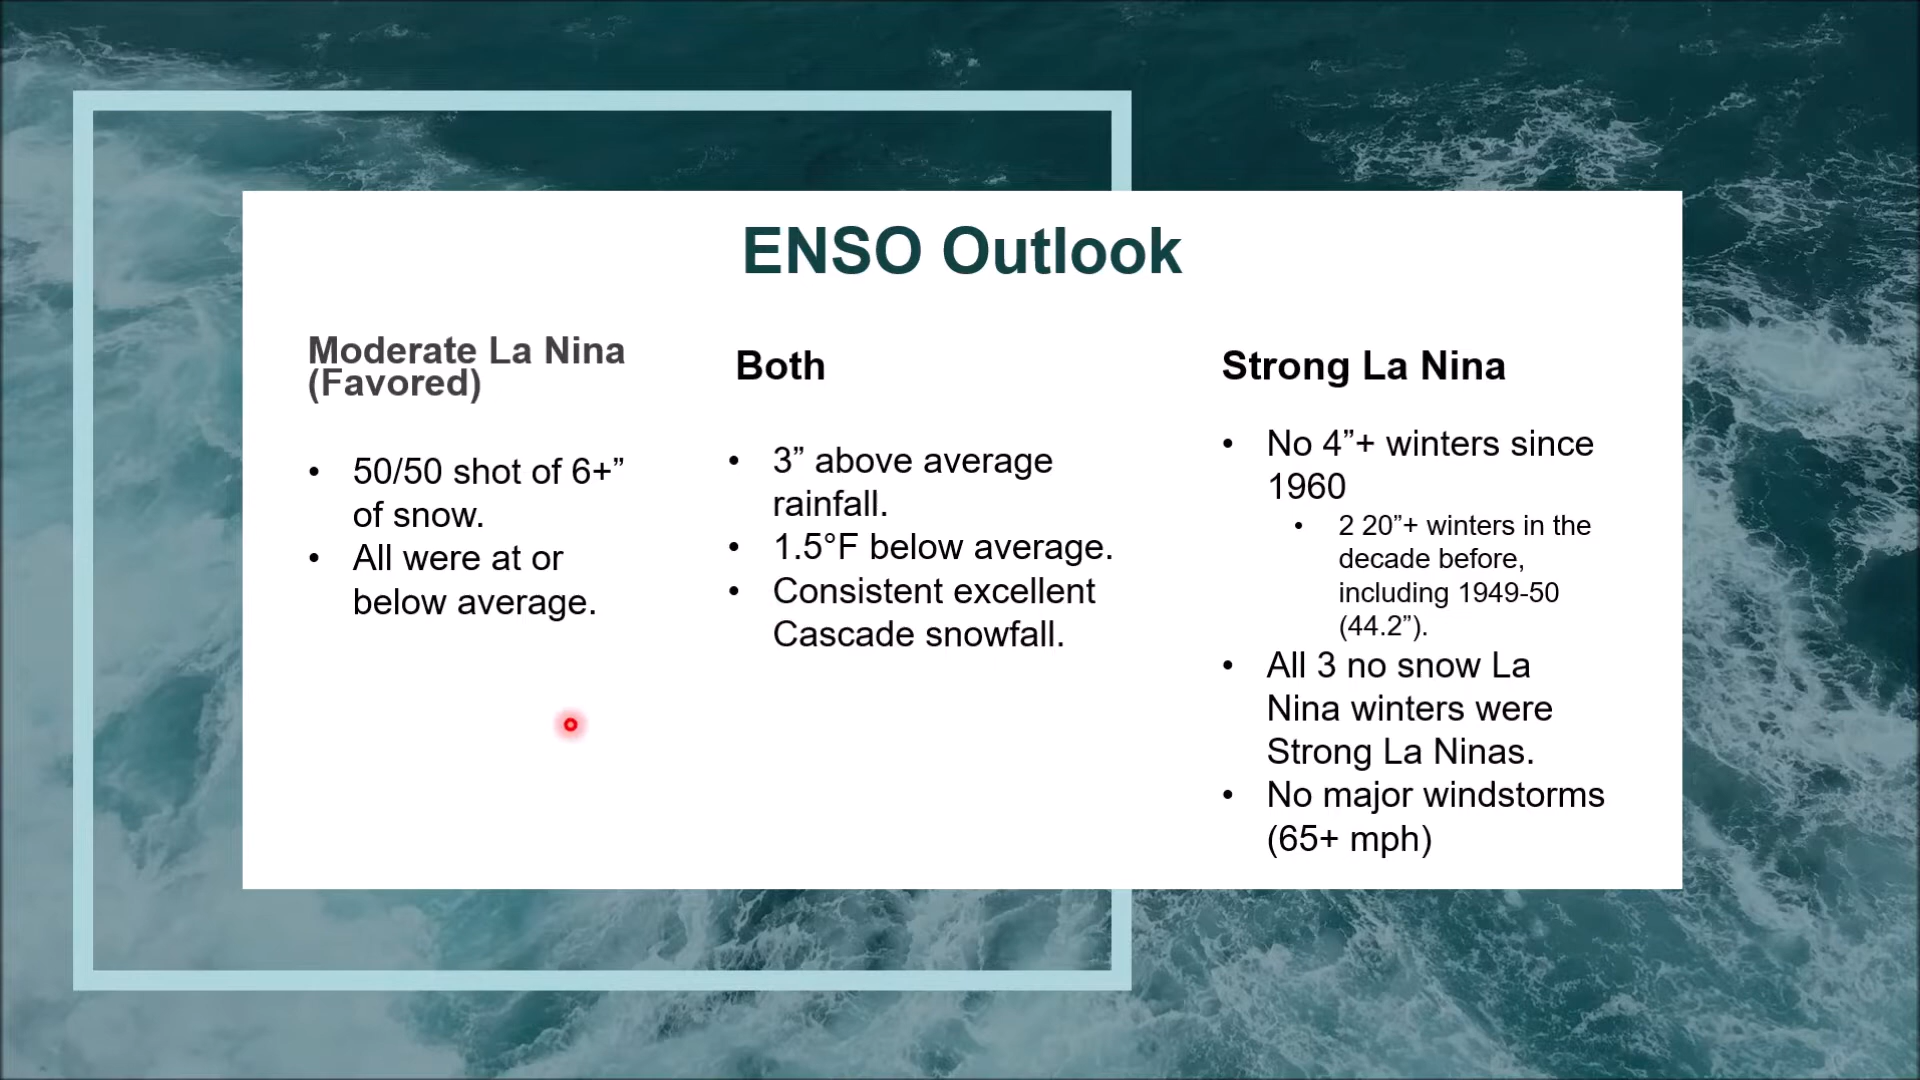 ENSO Outlook
Moderate La Nina
(Favored)
• 50/50 shot of 6+”
of snow.
• All were at or
below average.
Both
• 3” above average
rainfall.
• 1.5°F below average.
• Consistent excellent
Cascade snowfall.
Strong La Nina
• No 4”+ winters since
1960
• 2 20”+ winters in the
decade before,
including 1949-50
(44.2”).
• All 3 no snow La
Nina winters were
Strong La Ninas.
• No major windstorms
(65+ mph)